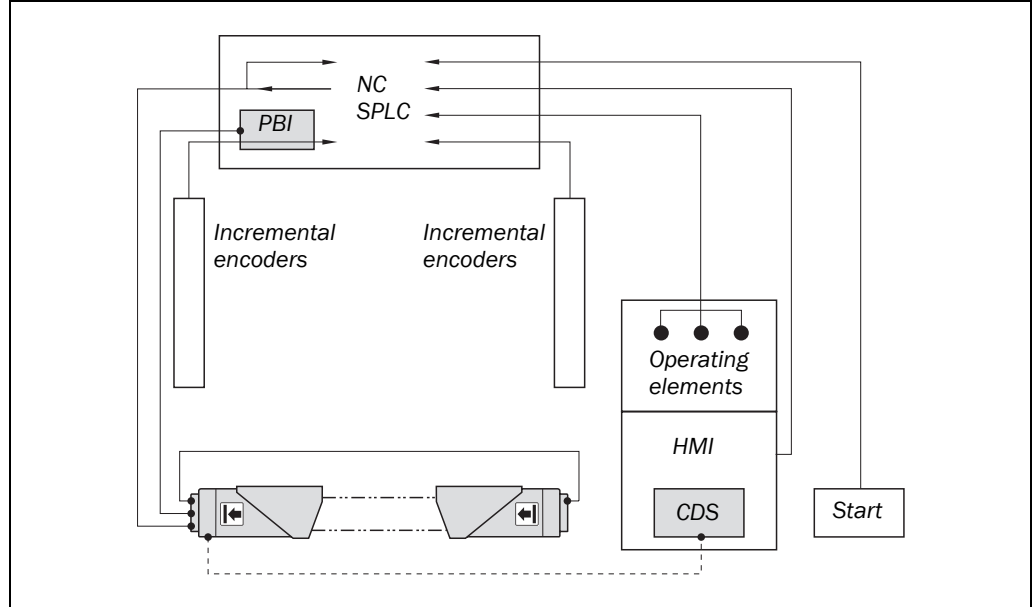 NC
SPLC
PBI
Incremental
encoders
Incremental
encoders
Operating
elements
HMI
CDS
Start